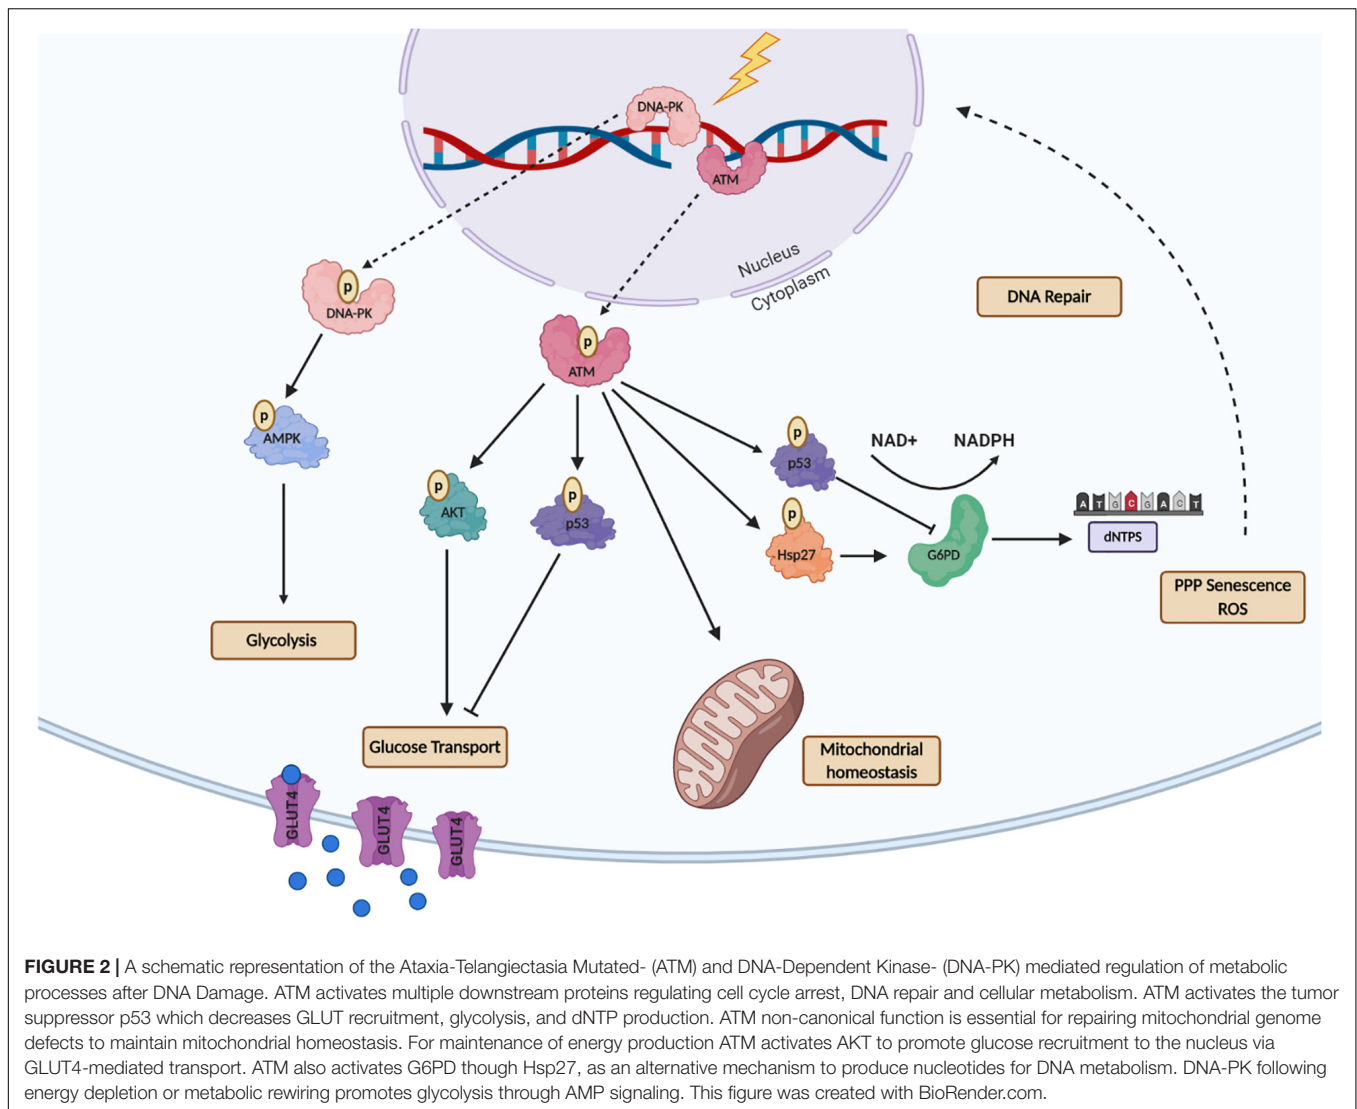 DNA-PK
ATM
Nucleus
Cytoplasm
DNA Repair
p
DNA-PK
p
ATM
p
AMPK
p
p53
NAD+ NADPH
p
AKT
p
p53
p
Hsp27
G6PD
A T G C G A C T
dNTPS
PPP Senescence
ROS
Glycolysis
Glucose Transport
Mitochondrial
homeostasis
GLUT4
GLUT4
GLUT4
FIGURE 2 | A schematic representation of the Ataxia-Telangiectasia Mutated- (ATM) and DNA-Dependent Kinase- (DNA-PK) mediated regulation of metabolic
processes after DNA Damage. ATM activates multiple downstream proteins regulating cell cycle arrest, DNA repair and cellular metabolism. ATM activates the tumor
suppressor p53 which decreases GLUT recruitment, glycolysis, and dNTP production. ATM non-canonical function is essential for repairing mitochondrial genome
defects to maintain mitochondrial homeostasis. For maintenance of energy production ATM activates AKT to promote glucose recruitment to the nucleus via
GLUT4-mediated transport. ATM also activates G6PD though Hsp27, as an alternative mechanism to produce nucleotides for DNA metabolism. DNA-PK following
energy depletion or metabolic rewiring promotes glycolysis through AMP signaling. This figure was created with BioRender.com.